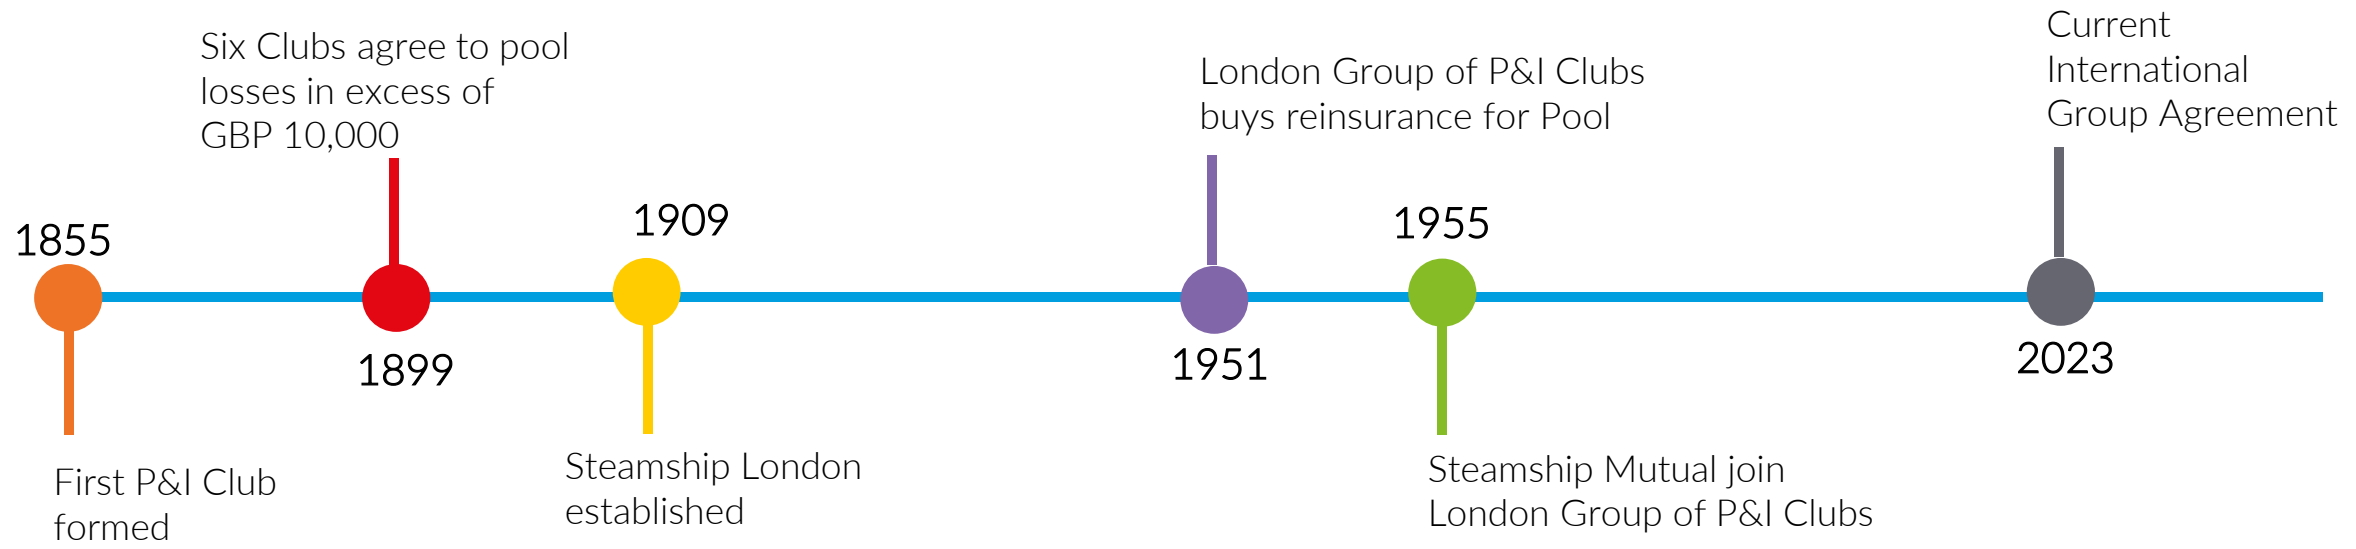 1855
First P&I Club
formed
Six Clubs agree to pool
losses in excess of
GBP 10,000
1899
1909
Steamship London
established
London Group of P&I Clubs
buys reinsurance for Pool
1951
1955
Steamship Mutual join
London Group of P&I Clubs
Current
International
Group Agreement
2023